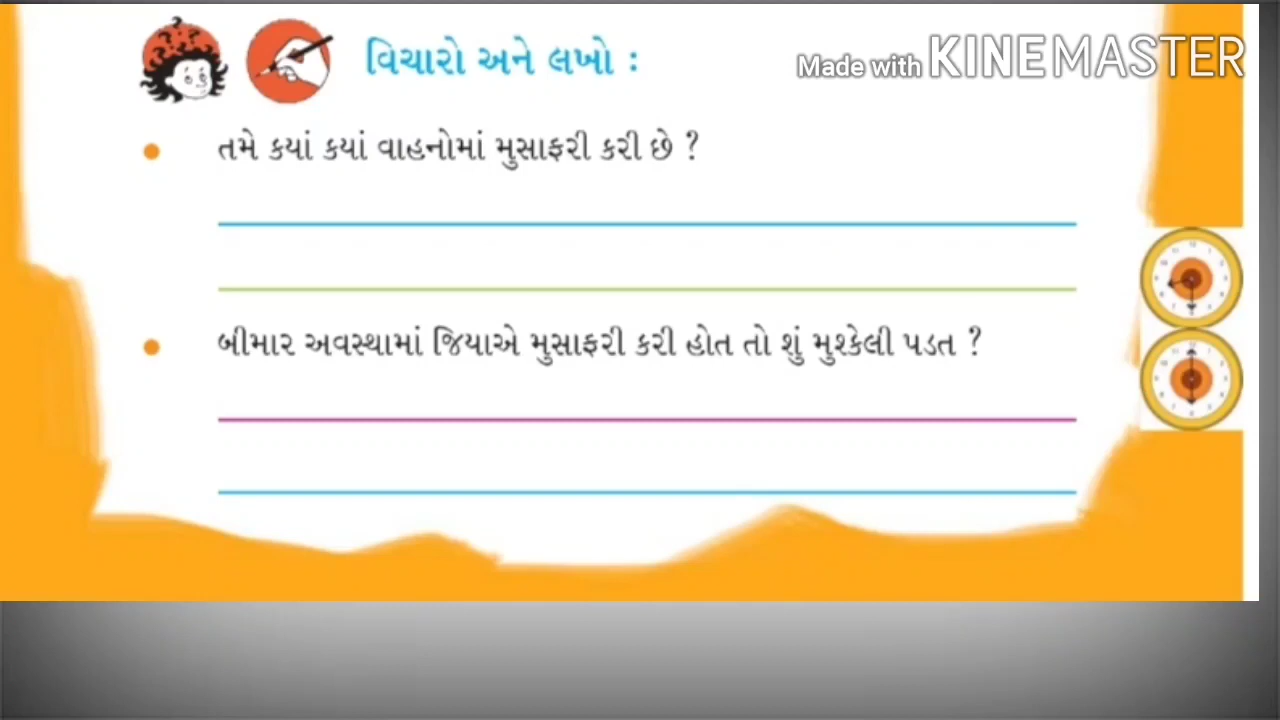 વિચારો અને લખો :
Made with KINEMASTER
તમે કયાં કયાં વાહનોમાં મુસાફરી કરી છે ?
બીમાર અવસ્થામાં જિયાએ મુસાફરી કરી હોત તો શું મુશ્કેલી પડત ?